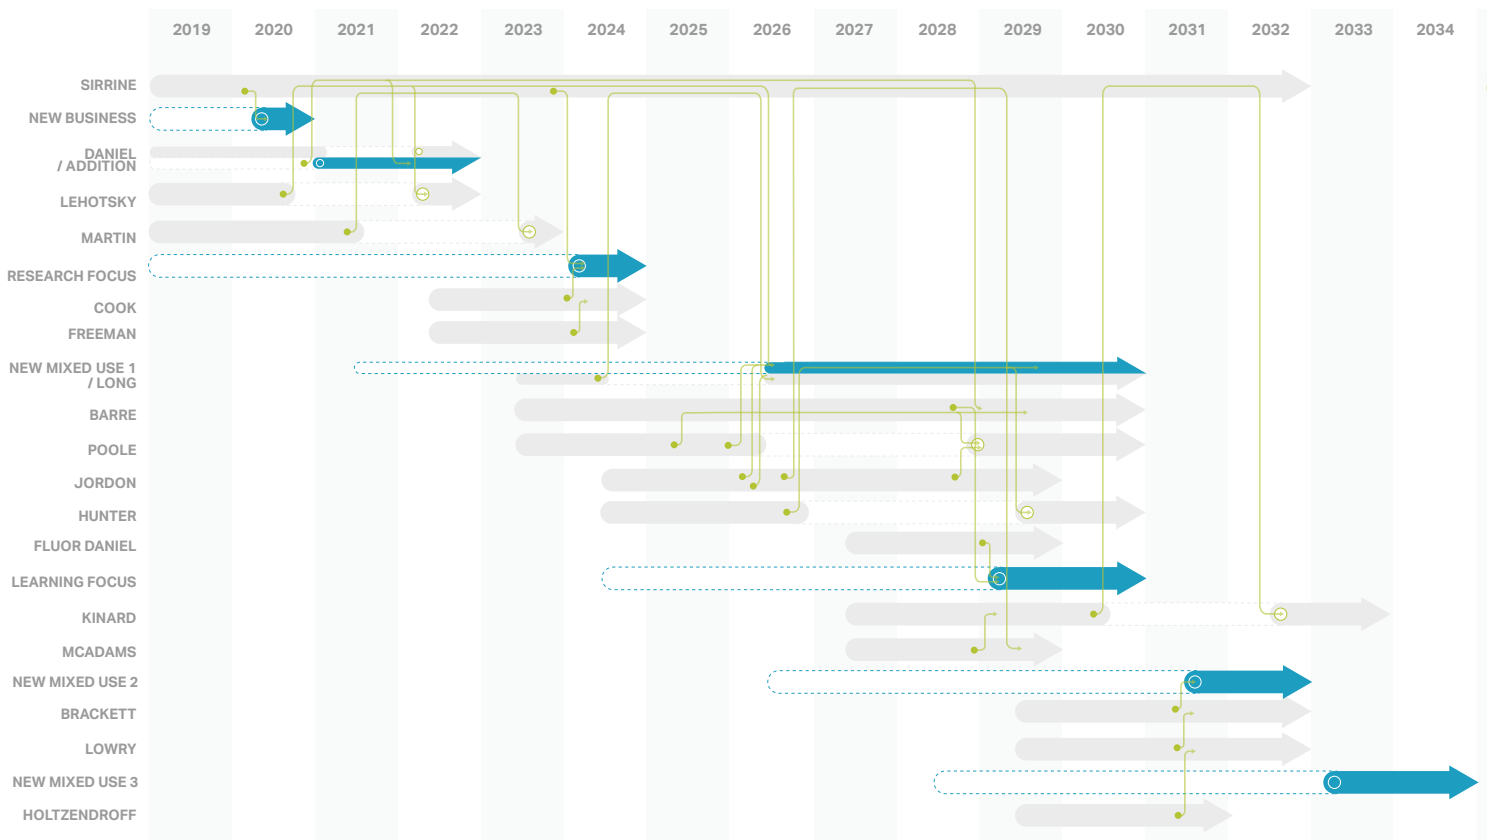 2019 2020 2021 2022 2023 2024 2025 2026 2027 2028 2029 2030 2031 2032 2033 2034
SIRRINE
NEW BUSINESS
DANIEL
/ ADDITION
LEHOTSKY
MARTIN
RESEARCH FOCUS
COOK
FREEMAN
NEW MIXED USE 1
/ LONG
BARRE
POOLE
JORDON
HUNTER
FLUOR DANIEL
LEARNING FOCUS
KINARD
MCADAMS
NEW MIXED USE 2
BRACKETT
LOWRY
NEW MIXED USE 3
HOLTZENDROFF